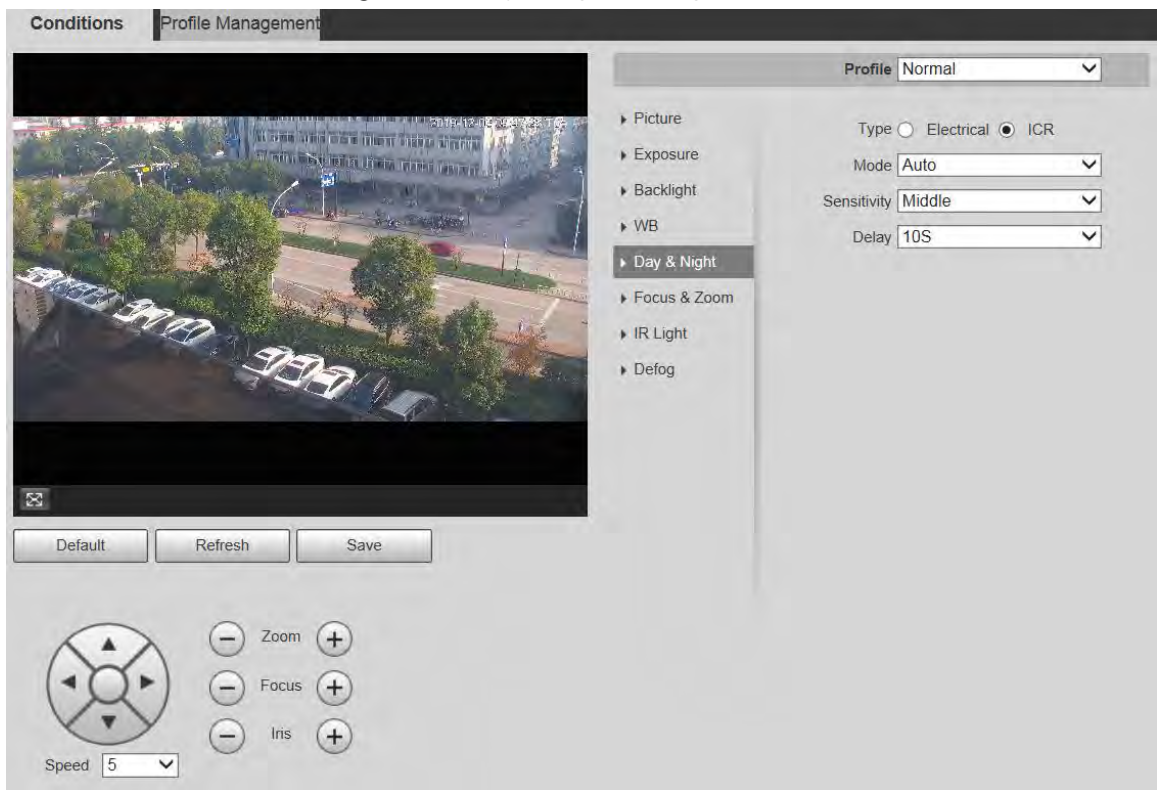 Conditions
Profile Management
Profile Normal
Picture
Exposure
Backlight
WB
Day & Night
Focus & Zoom
IR Light
Defog
Type Electrical ICR
Mode Auto
Sensitivity Middle
Delay 10S
Default
Refresh
Save
Zoom
Focus
Iris
Speed 5